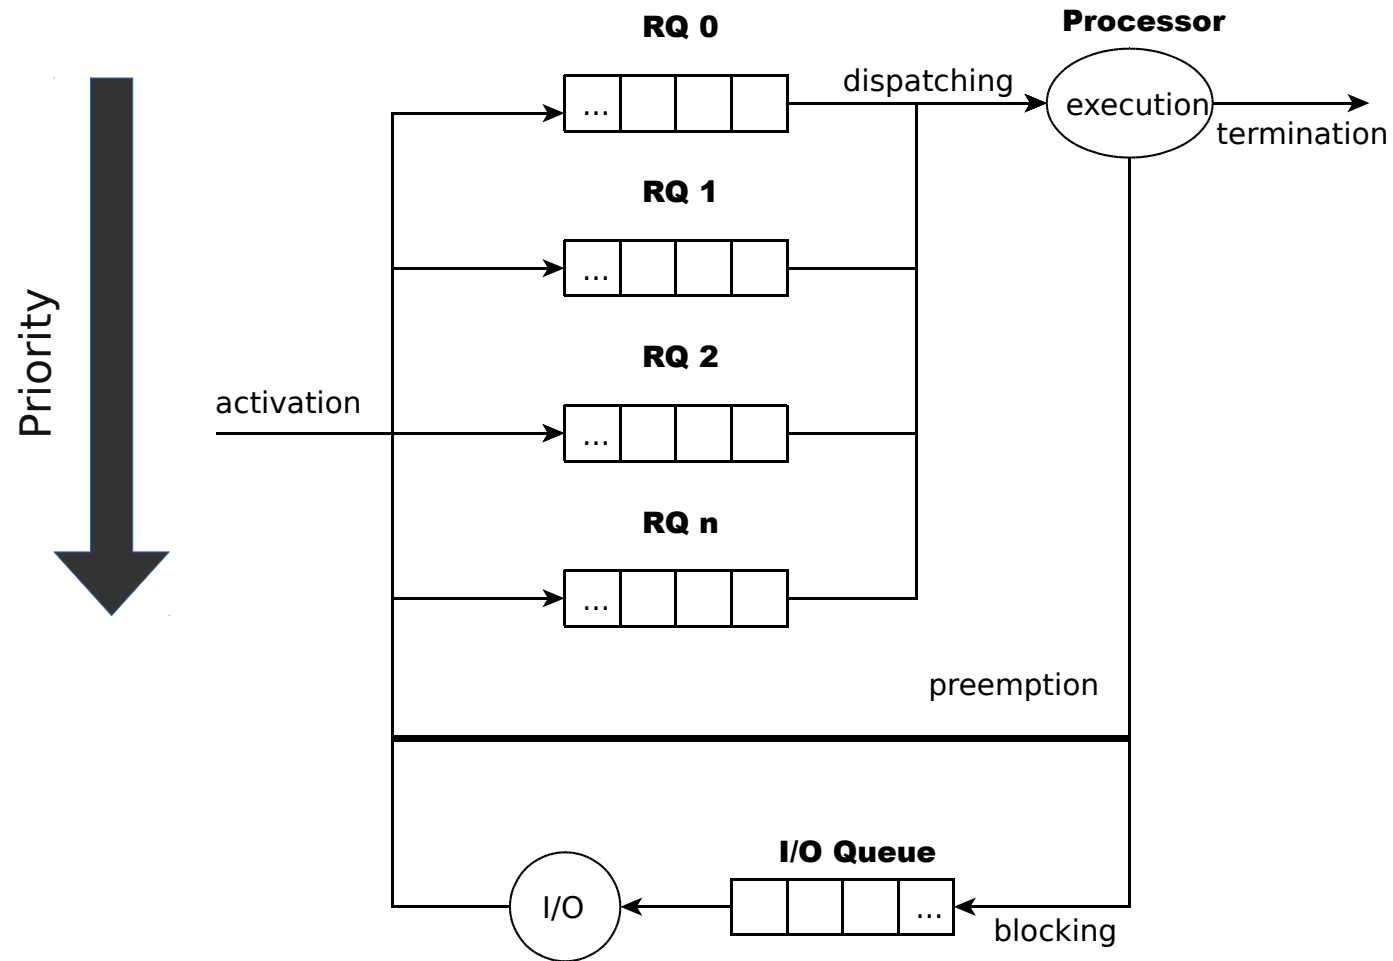 RQ 0
Processor
dispatching
...
execution
termination
RQ 1
...
Priority
RQ 2
activation
...
RQ n
...
preemption
I/O Queue
I/O
...
blocking